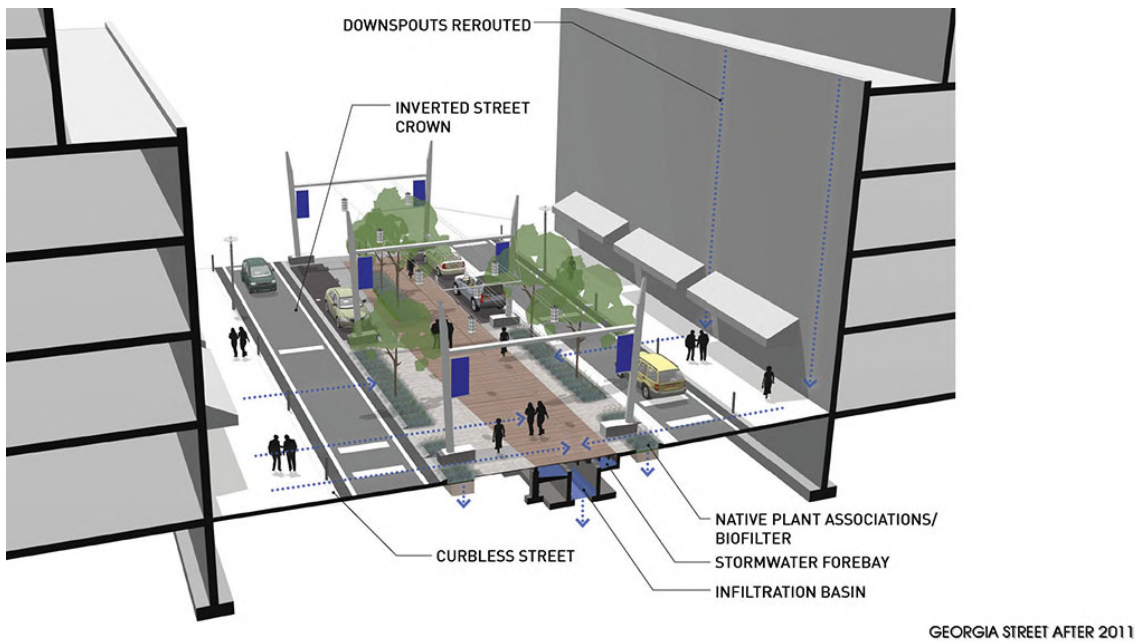 DOWNSPOUTS REROUTED
INVERTED STREET
CROWN
NATIVE PLANT ASSOCIATIONS/
BIOFILTER
CURBLESS STREET
STORMWATER FOREBAY
INFILTRATION BASIN
GEORGIA STREET AFTER 2011